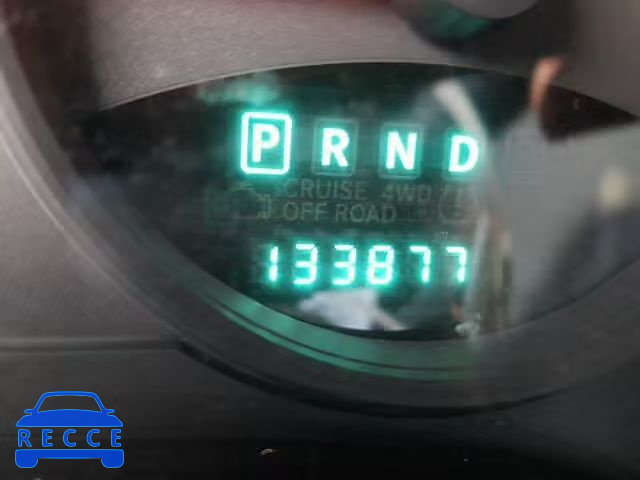 P R N D
CRUISE 4WD
OFF ROAD
133877
RECCE